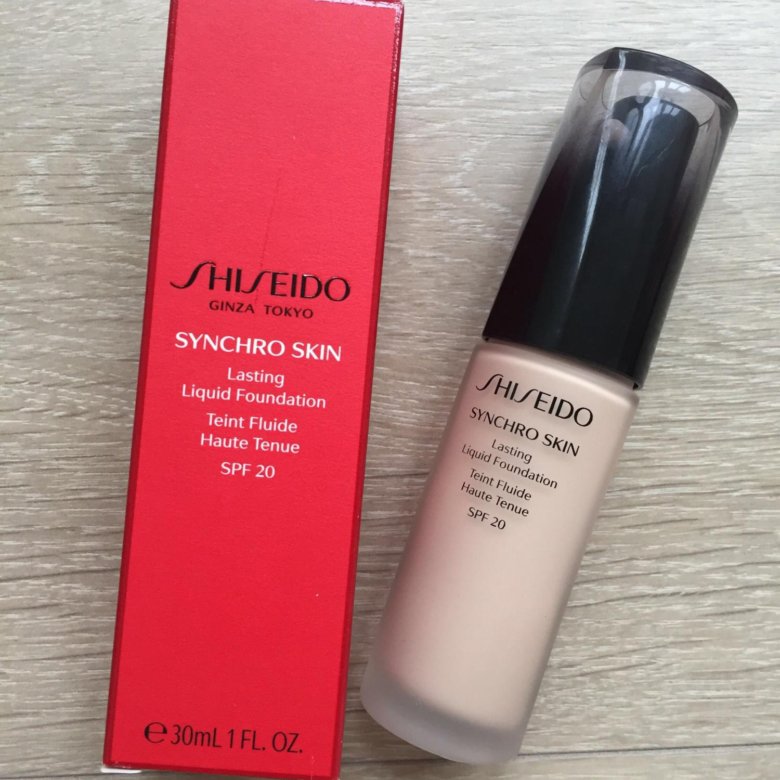 SHISEIDO
GINZA TOKYO
SYNCHRO SKIN
Lasting
Liquid Foundation
Teint Fluide
Haute Tenue
SPF 20
℮30mL 1 FL. OZ.
SHISEIDO
SYNCHRO SKIN
Lasting
Liquid Foundation
Teint Fluide
Haute Tenue
SPF 20